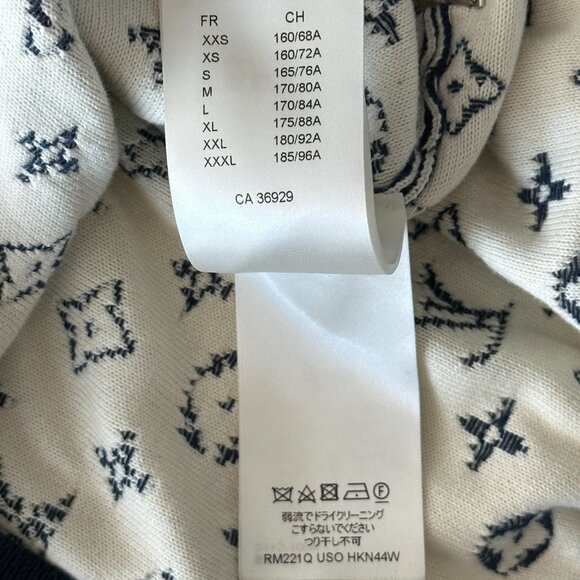 FR CH
XXS 160/68A
XS 160/72A
S 165/76A
M 170/80A
L 170/84A
XL 175/88A
XXL 180/92A
XXXL 185/96A
CA 36929
弱流でドライクリーニング
こすらないでください
つり干し不可
RM221Q USO HKN44W